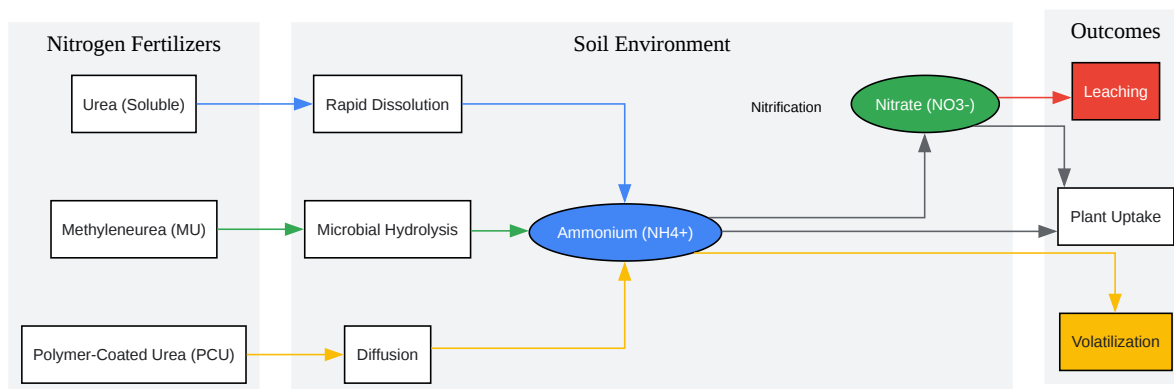 Nitrogen Fertilizers
Soil Environment
Outcomes
Urea (Soluble)
Rapid Dissolution
Nitrification
Nitrate (NO3-)
Leaching
Methyleneurea (MU)
Microbial Hydrolysis
Ammonium (NH4+)
Plant Uptake
Polymer-Coated Urea (PCU)
Diffusion
Volatilization